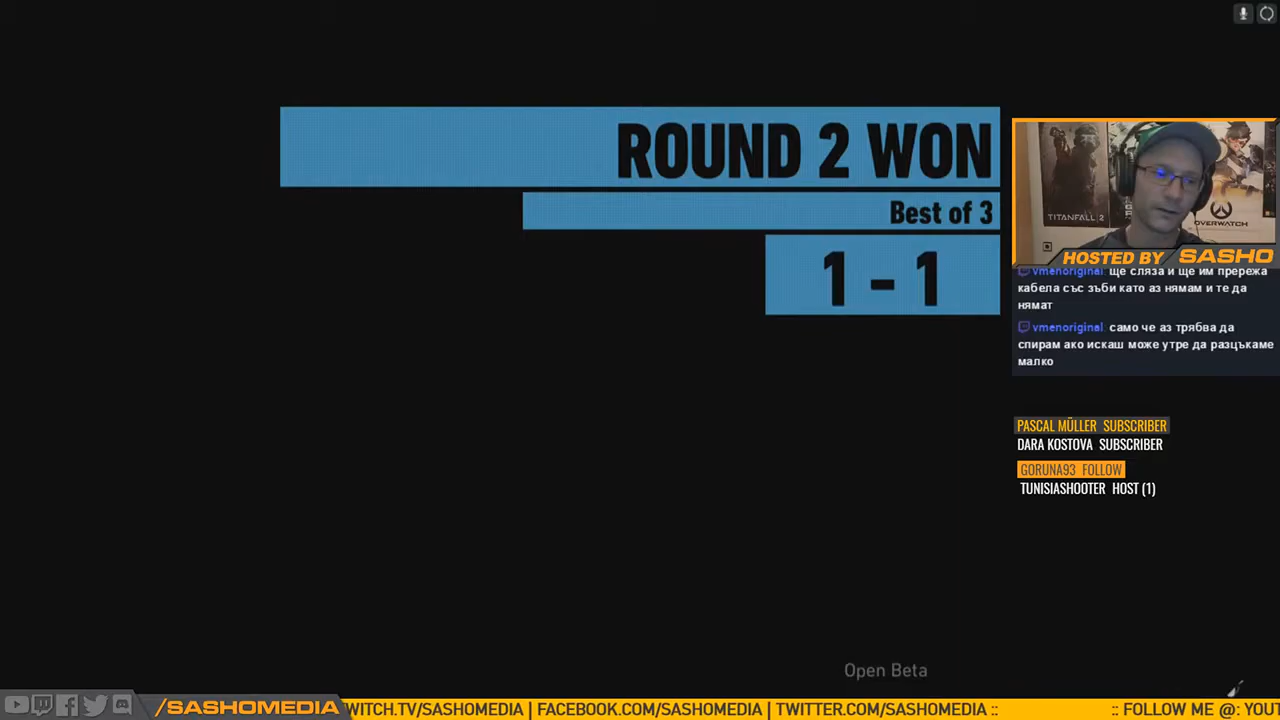 ROUND 2 WON
Best of 3
1 - 1
TITANFALL 2
OVERWATCH
HOSTED BY SASHO
vmenoriginal: ще сляза и ще им прережа
кабела със зъби като аз нямам и те да
нямат
vmenoriginal: само че аз трябва да
спирам ако искаш може утре да разцъкаме
малко
PASCAL MÜLLER SUBSCRIBER
DARA KOSTOVA SUBSCRIBER
GORUNA93 FOLLOW
TUNISIASHOOTER HOST (1)
Open Beta
/SASHOMEDIA
WITCH.TV/SASHOMEDIA | FACEBOOK.COM/SASHOMEDIA | TWITTER.COM/SASHOMEDIA :: :: FOLLOW ME @: YOUT